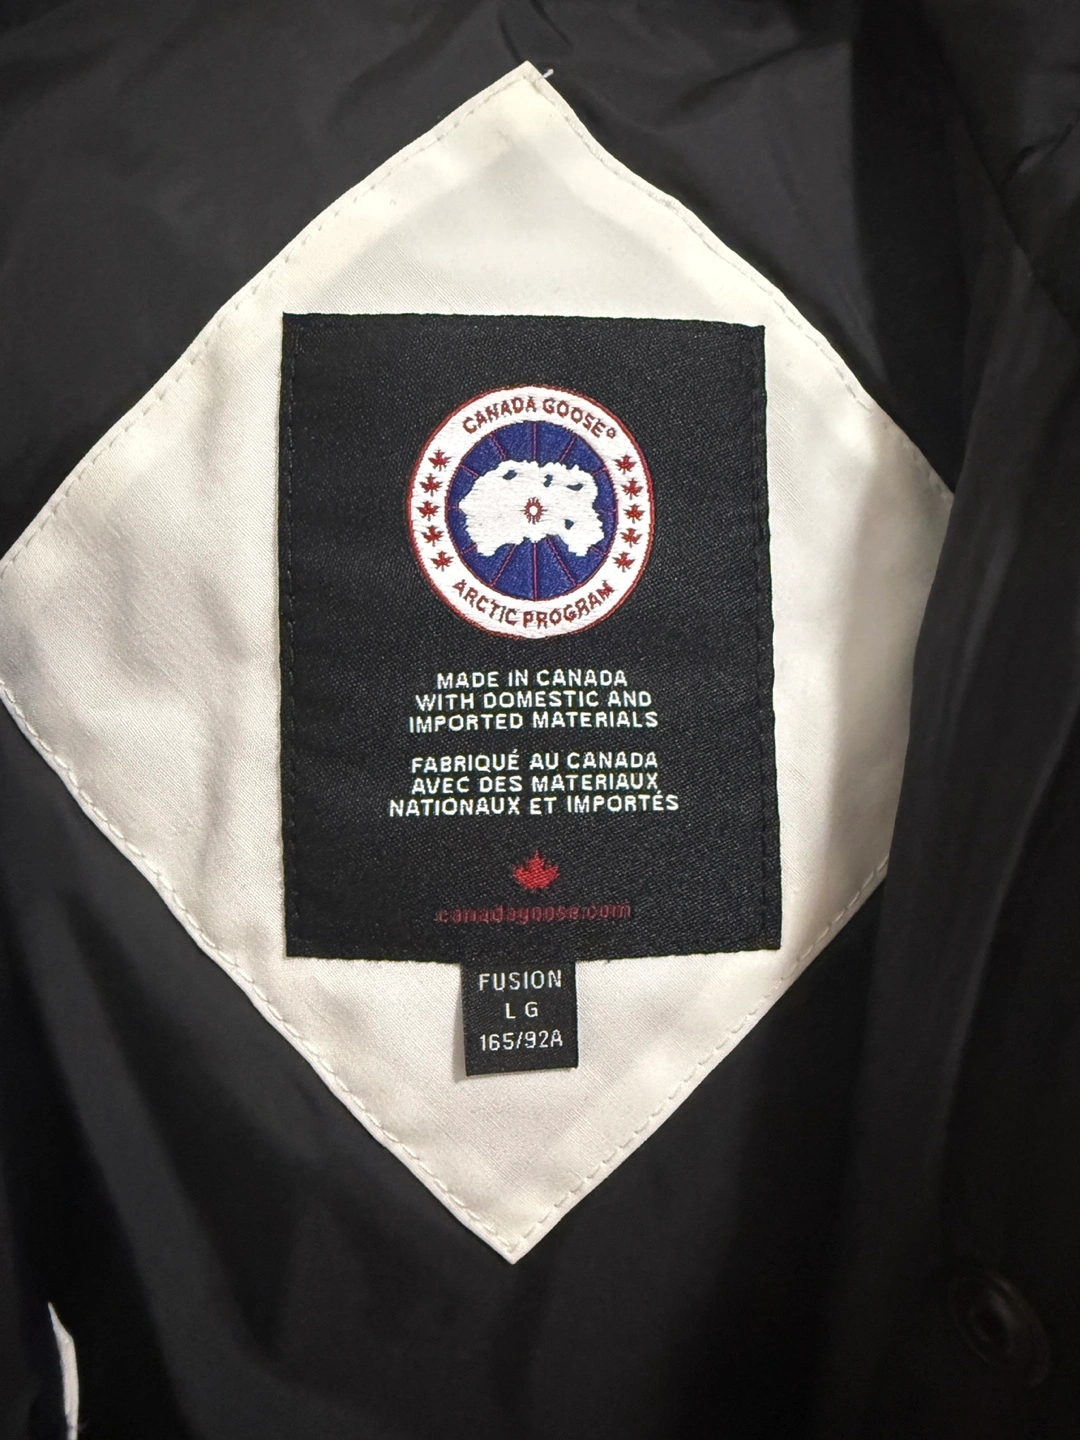 CANADA GOOSE®
ARCTIC PROGRAM
MADE IN CANADA
WITH DOMESTIC AND
IMPORTED MATERIALS
FABRIQUÉ AU CANADA
AVEC DES MATERIAUX
NATIONAUX ET IMPORTÉS
canadagoose.com
FUSION
LG
165/92A